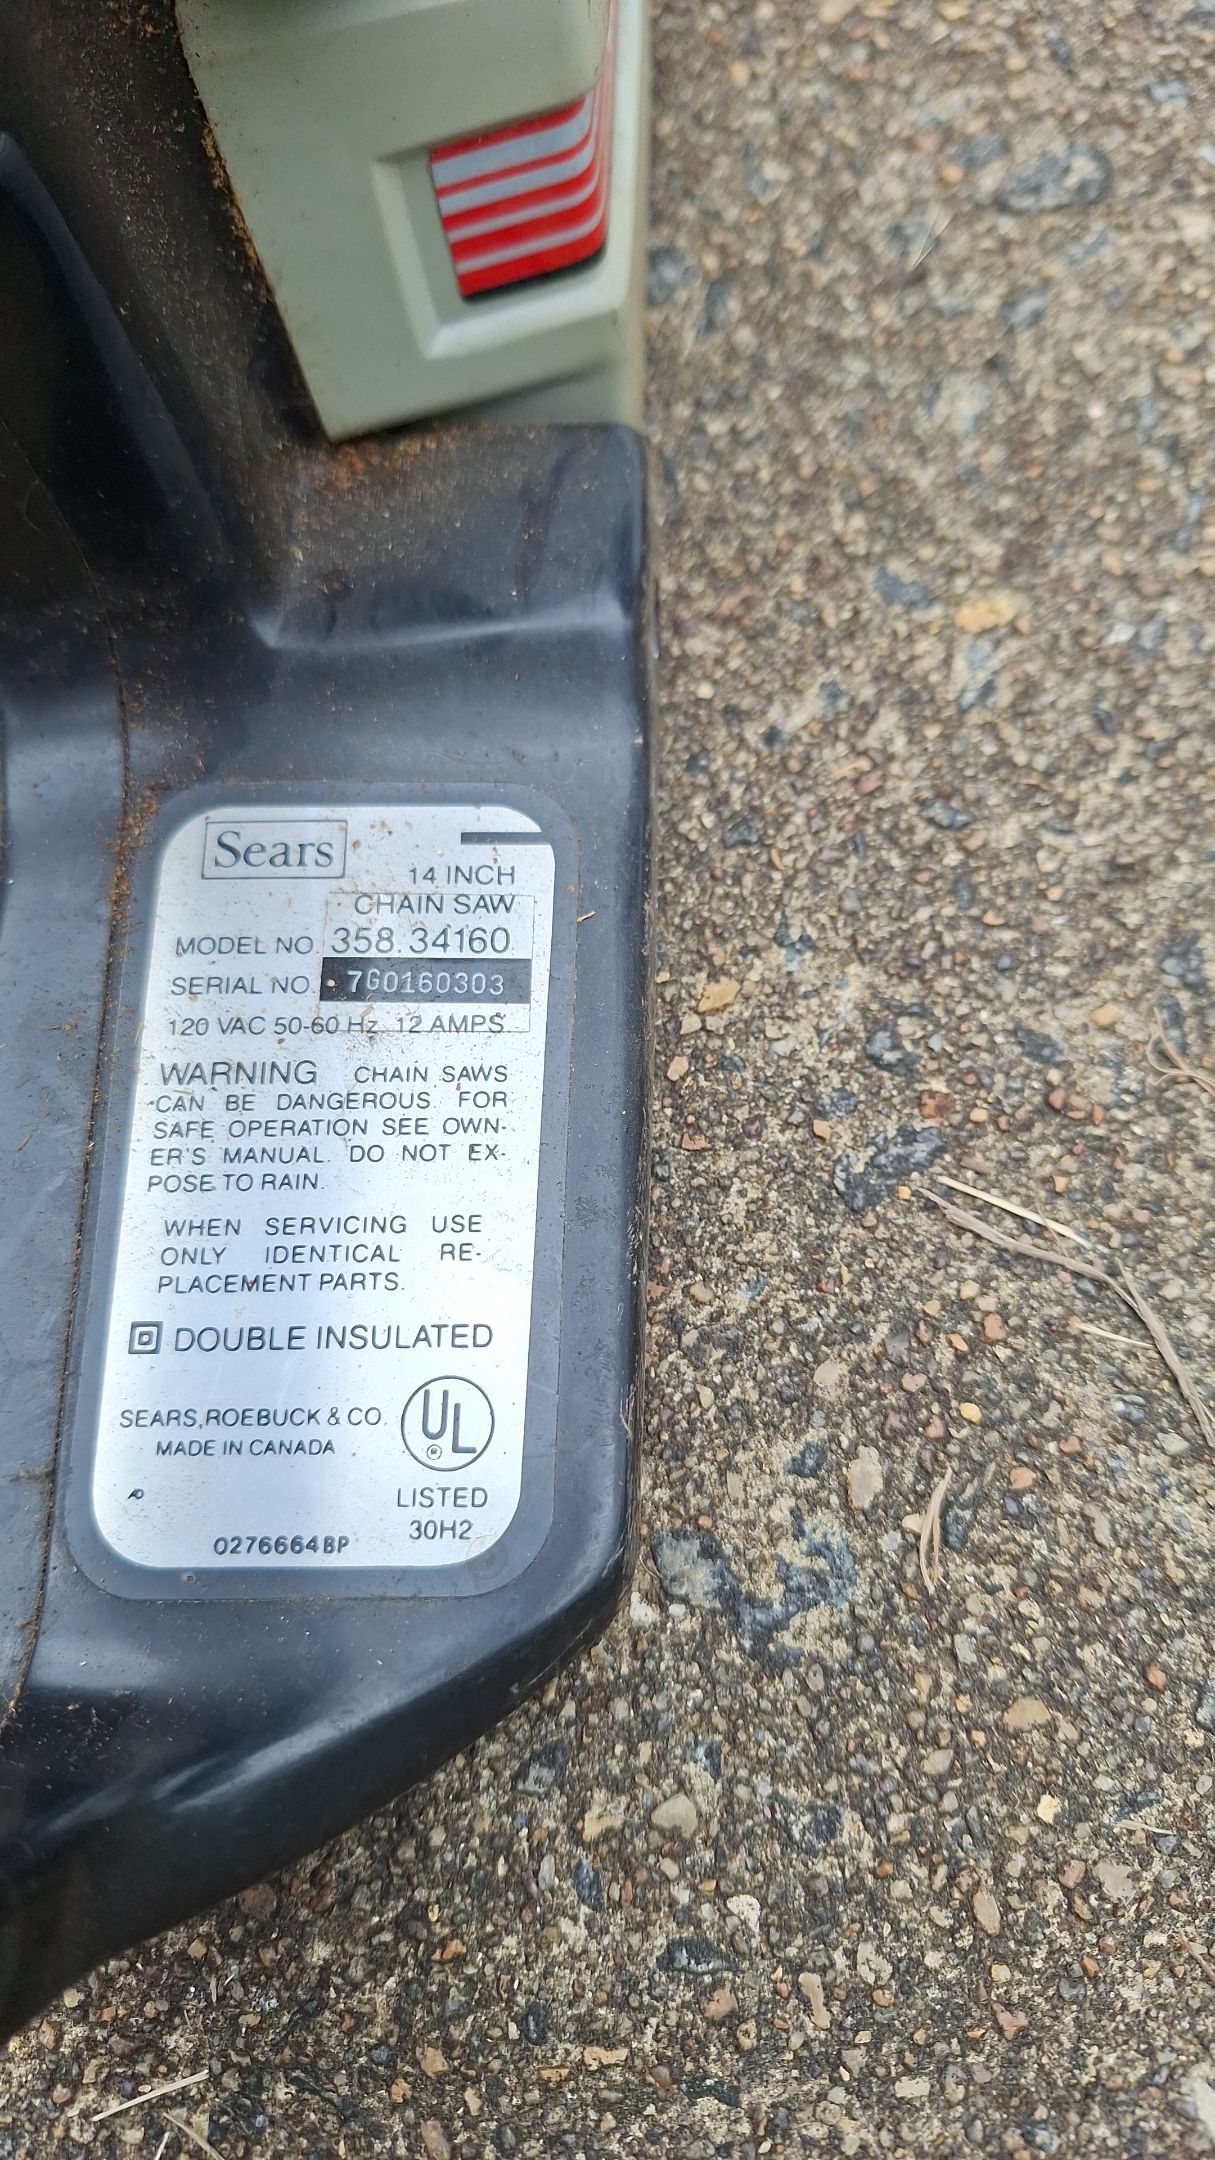 Sears
14 INCH
CHAIN SAW
MODEL NO. 358.34160
SERIAL NO. 7G0160303
120 VAC 50-60 Hz 12 AMPS
WARNING CHAIN SAWS
CAN BE DANGEROUS. FOR
SAFE OPERATION SEE OWN-
ER'S MANUAL. DO NOT EX-
POSE TO RAIN.
WHEN SERVICING USE
ONLY IDENTICAL RE-
PLACEMENT PARTS.
DOUBLE INSULATED
SEARS, ROEBUCK & CO.
MADE IN CANADA
UL
®
LISTED
30H2
02766648P